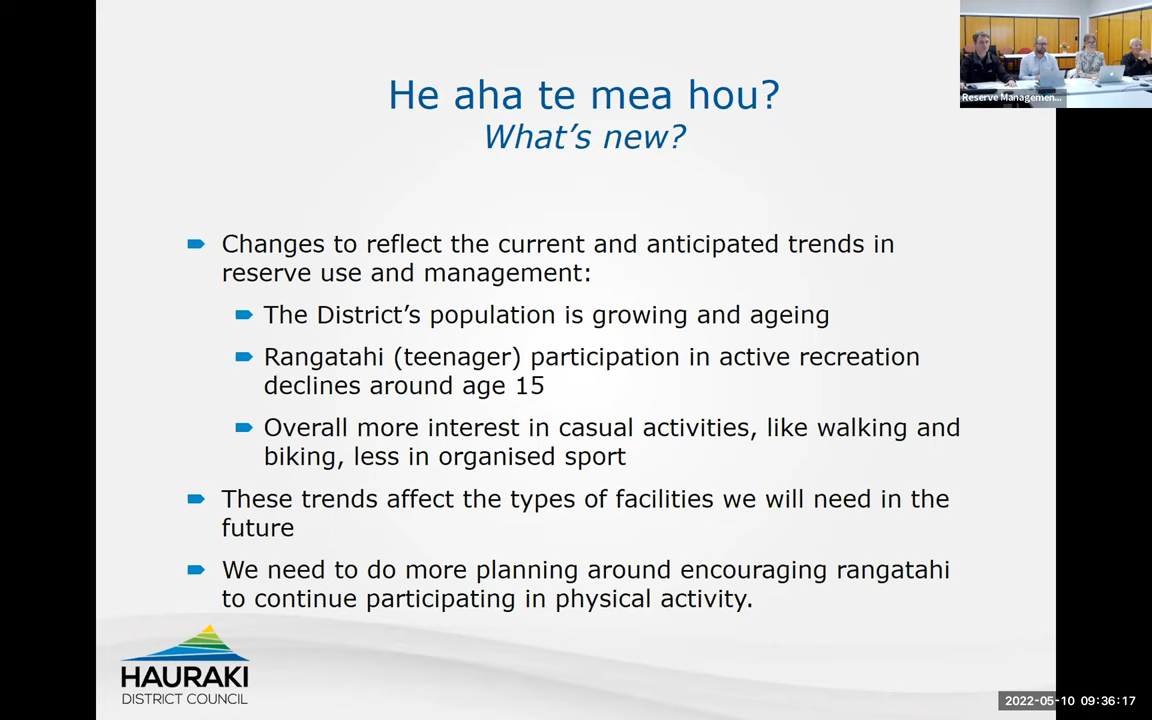 He aha te mea hou?
What's new?
Reserve Managemen...
Changes to reflect the current and anticipated trends in
reserve use and management:
The District's population is growing and ageing
Rangatahi (teenager) participation in active recreation
declines around age 15
Overall more interest in casual activities, like walking and
biking, less in organised sport
These trends affect the types of facilities we will need in the
future
We need to do more planning around encouraging rangatahi
to continue participating in physical activity.
HAURAKI
DISTRICT COUNCIL
2022-05-10 09:36:17